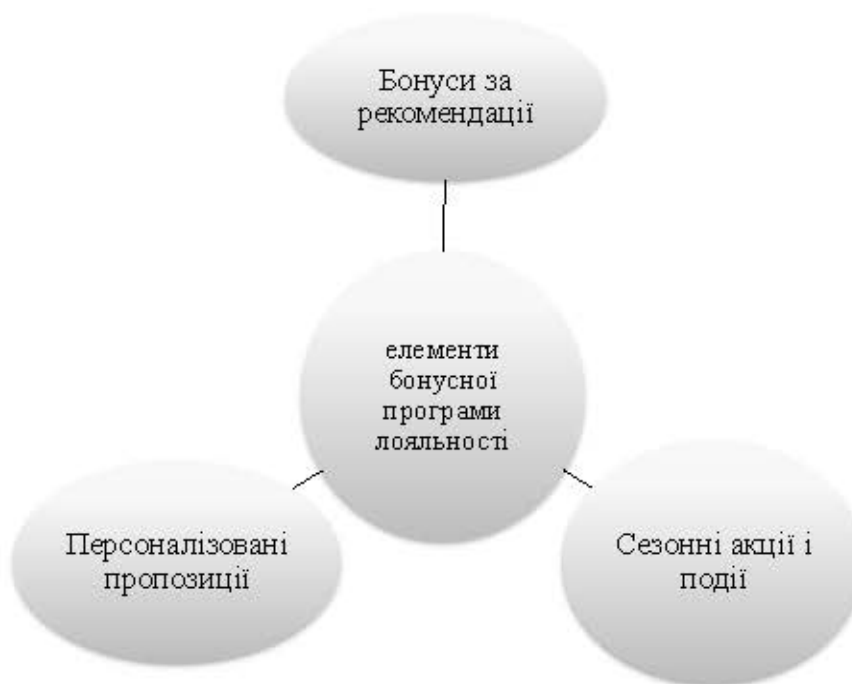 Бонуси за
рекомендації
елементи
бонусної
програми
лояльності
Персоналізовані
пропозиції
Сезонні акції і
події